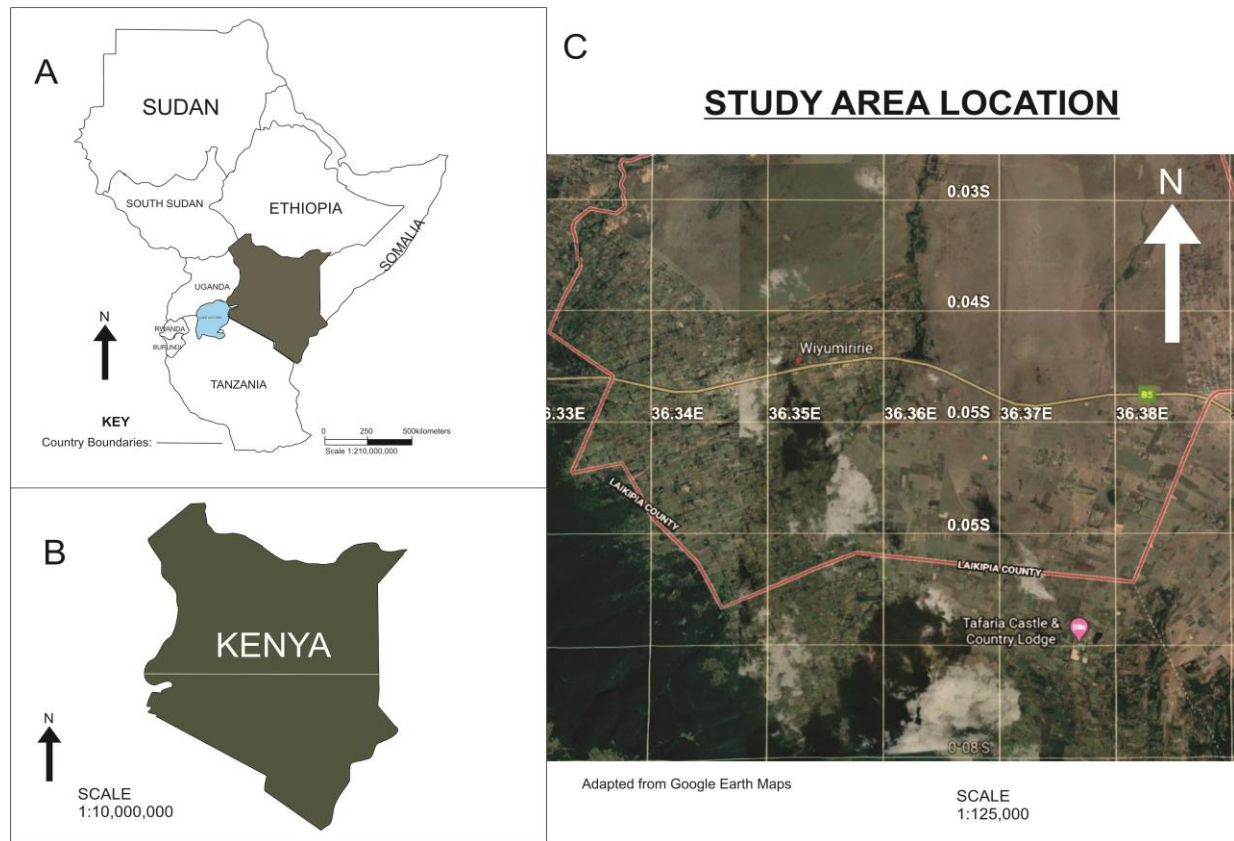 A
SUDAN
SOUTH SUDAN
ETHIOPIA
SOMALIA
UGANDA
RWANDA
BURUNDI
TANZANIA
N
KEY
Country Boundaries:
0 250 500kilometers
Scale 1:210,000,000
B
KENYA
N
SCALE
1:10,000,000
C
STUDY AREA LOCATION
N
0.03S
0.04S
Wiyumiririe
B5
36.33E 36.34E 36.35E 36.36E 0.05S 36.37E 36.38E
LAIKIPIA COUNTY
0.05S
LAIKIPIA COUNTY
Tafaria Castle &
Country Lodge
0°08'S
Adapted from Google Earth Maps
SCALE
1:125,000